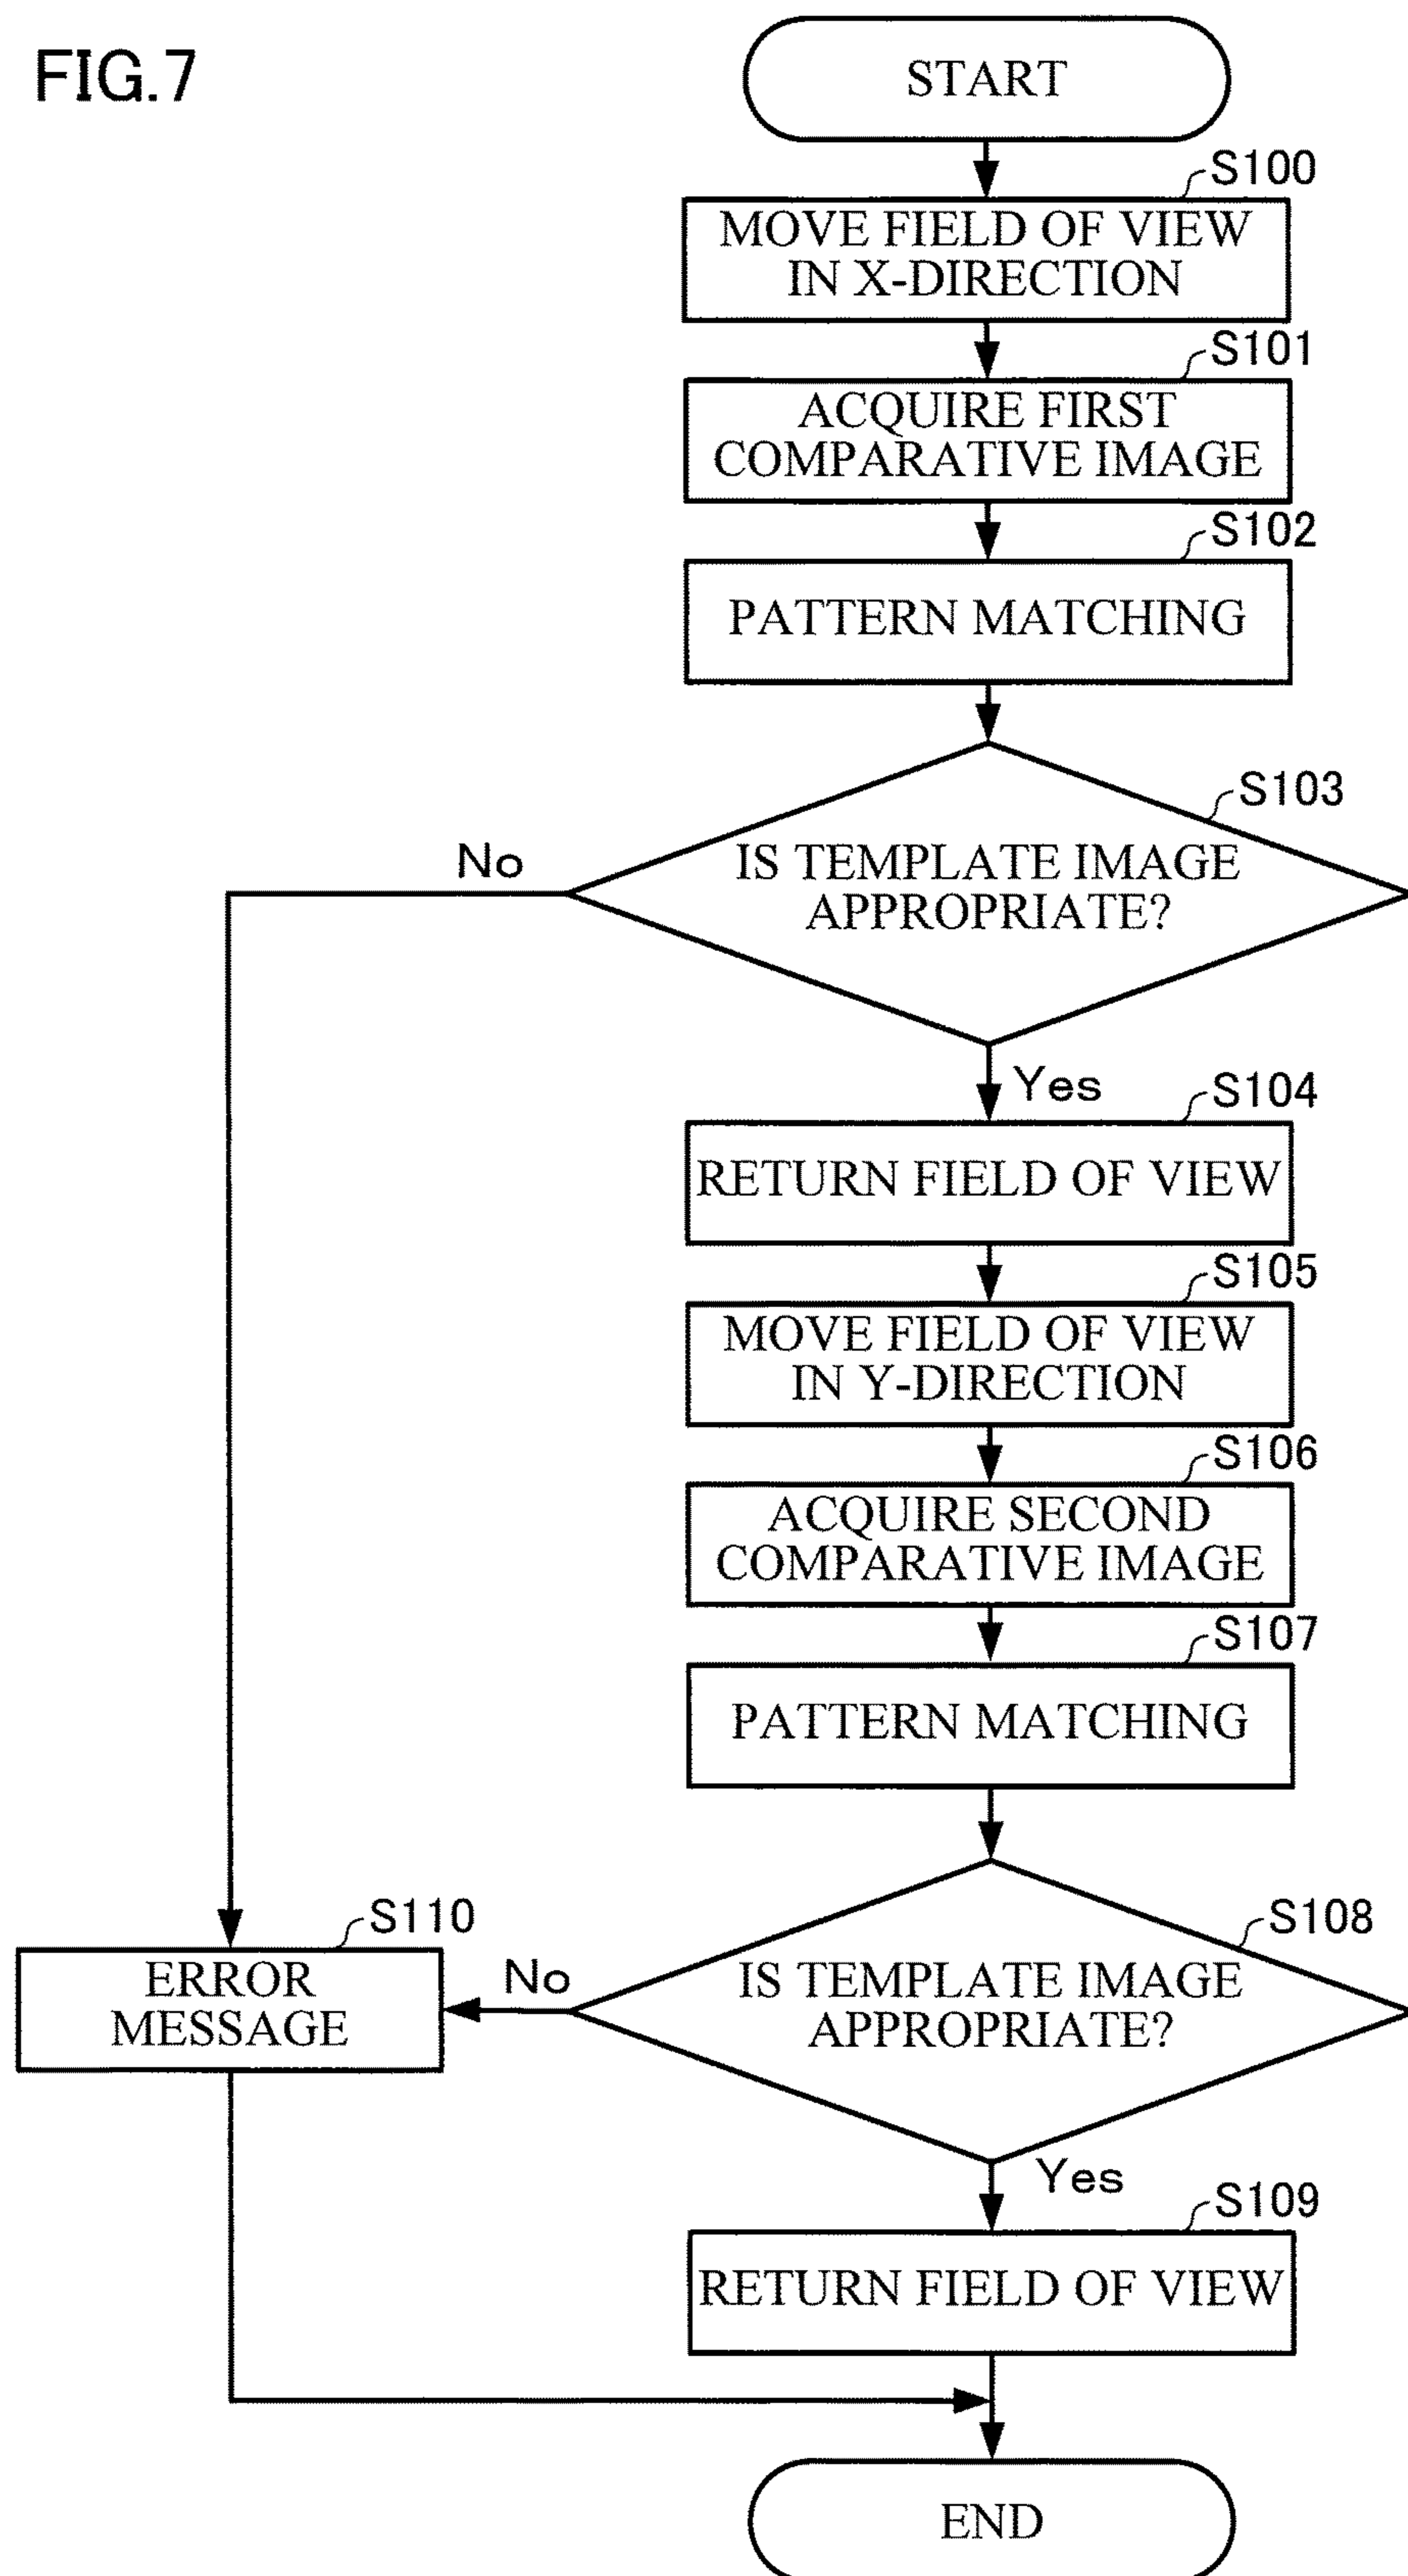 FIG.7
START
S100
MOVE FIELD OF VIEW
IN X-DIRECTION
S101
ACQUIRE FIRST
COMPARATIVE IMAGE
S102
PATTERN MATCHING
S103
IS TEMPLATE IMAGE
APPROPRIATE?
No
Yes
S104
RETURN FIELD OF VIEW
S105
MOVE FIELD OF VIEW
IN Y-DIRECTION
S106
ACQUIRE SECOND
COMPARATIVE IMAGE
S107
PATTERN MATCHING
S108
IS TEMPLATE IMAGE
APPROPRIATE?
No
S110
ERROR
MESSAGE
Yes
S109
RETURN FIELD OF VIEW
END